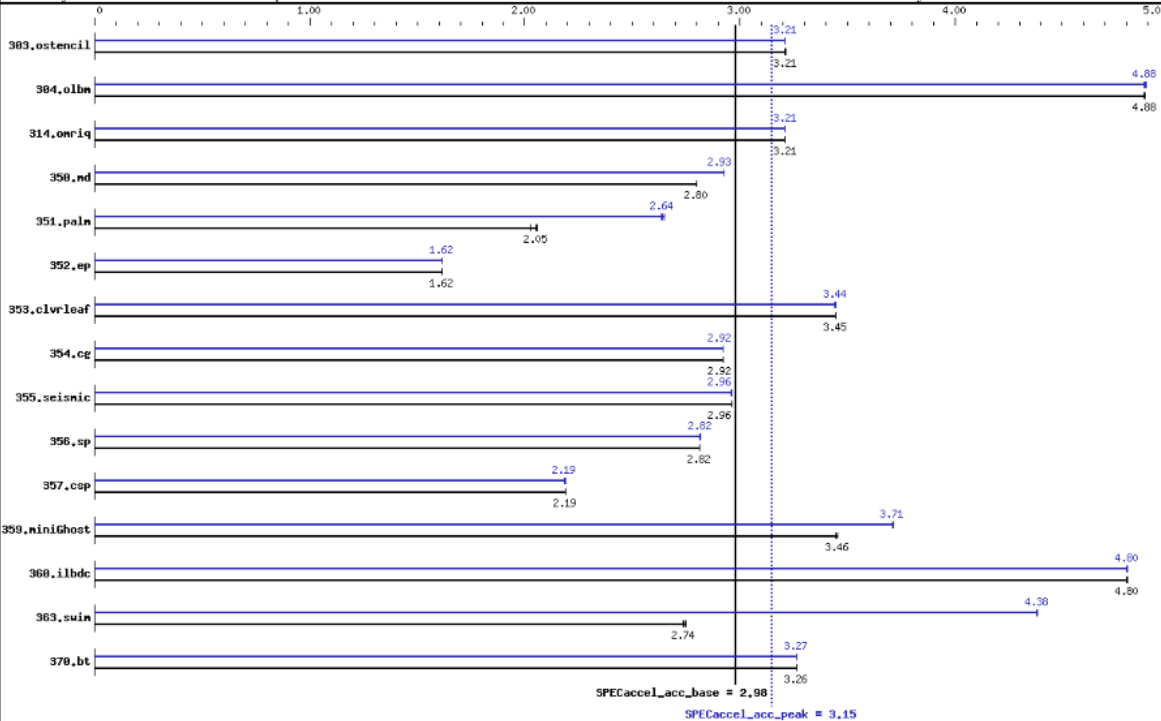 0 1.00 2.00 3.00 4.00 5.0
3.21
303.ostencil
3.21
4.88
304.olbm
4.88
3.21
314.omriq
3.21
2.93
350.md
2.80
2.64
351.palm
2.05
1.62
352.ep
1.62
3.44
353.clvrleaf
3.45
2.92
354.cg
2.92
2.96
355.seismic
2.96
2.82
356.sp
2.82
2.19
357.csp
2.19
3.71
359.miniGhost
3.46
4.80
360.ilbdc
4.80
4.38
363.swim
2.74
3.27
370.bt
3.26
SPECaccel_acc_base = 2.98
SPECaccel_acc_peak = 3.15